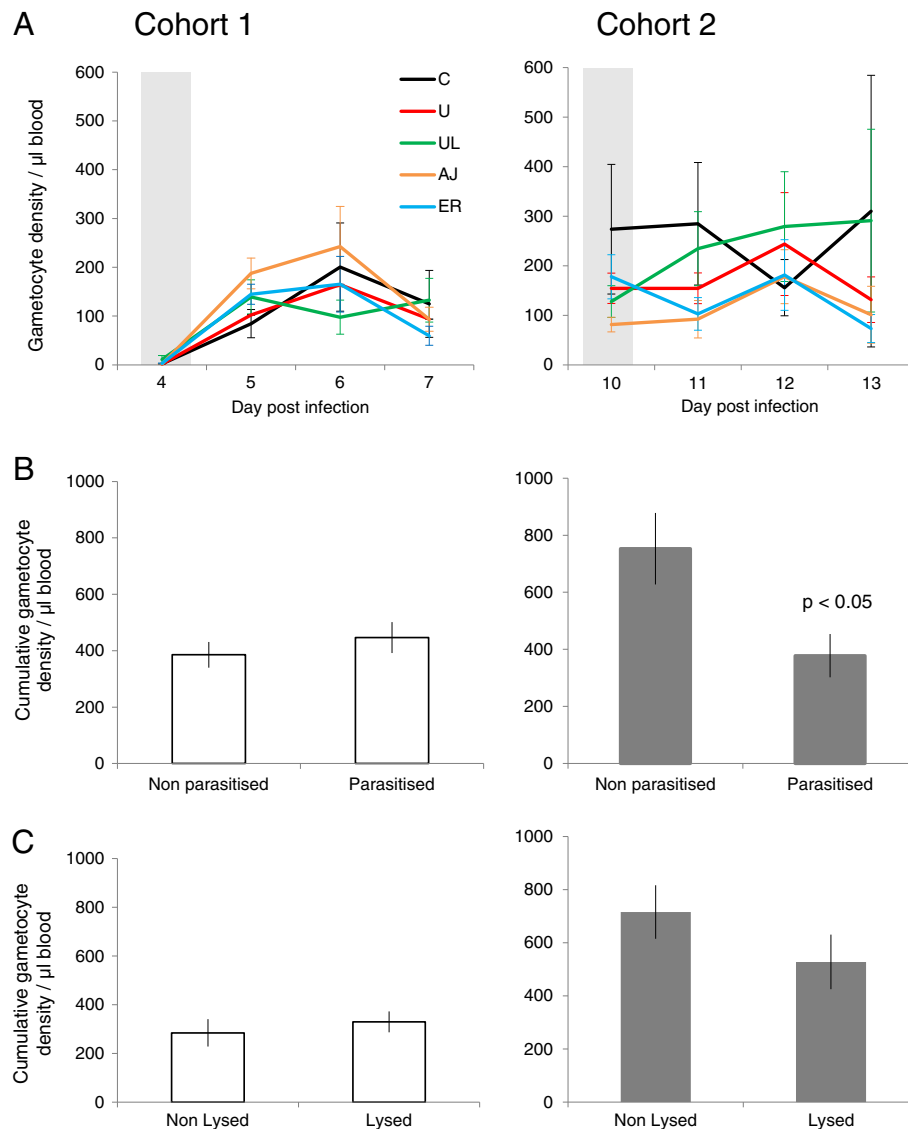 A
Cohort 1
Cohort 2
Gametocyte density / µl blood
600
500
400
300
200
100
0
4
5
6
7
Day post infection
C
U
UL
AJ
ER
600
500
400
300
200
100
0
10
11
12
13
Day post infection
B
Cumulative gametocyte
density / µl blood
1000
800
600
400
200
0
Non parasitised
Parasitised
1000
800
600
400
200
0
p < 0.05
Non parasitised
Parasitised
C
Cumulative gametocyte
density / µl blood
1000
800
600
400
200
0
Non Lysed
Lysed
1000
800
600
400
200
0
Non Lysed
Lysed